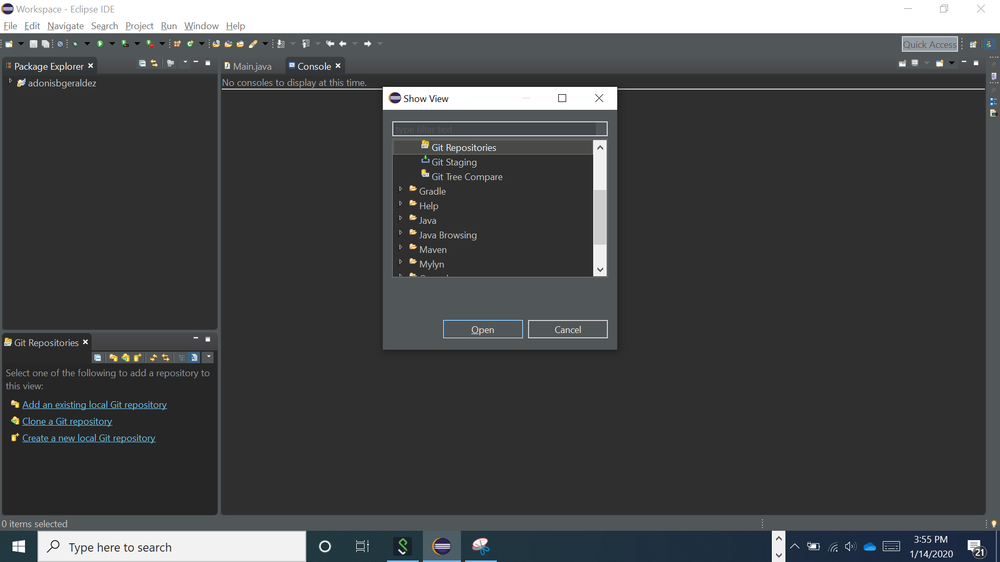 Workspace - Eclipse IDE
File Edit Navigate Search Project Run Window Help
Quick Access
Package Explorer
Main.java
Console
adonisbgeraldez
No consoles to display at this time.
Show View
type filter text
Git Repositories
Git Staging
Git Tree Compare
Gradle
Help
Java
Java Browsing
Maven
Mylyn
Open
Cancel
Git Repositories
Select one of the following to add a repository to
this view:
Add an existing local Git repository
Clone a Git repository
Create a new local Git repository
0 items selected
Type here to search
3:55 PM
1/14/2020
21